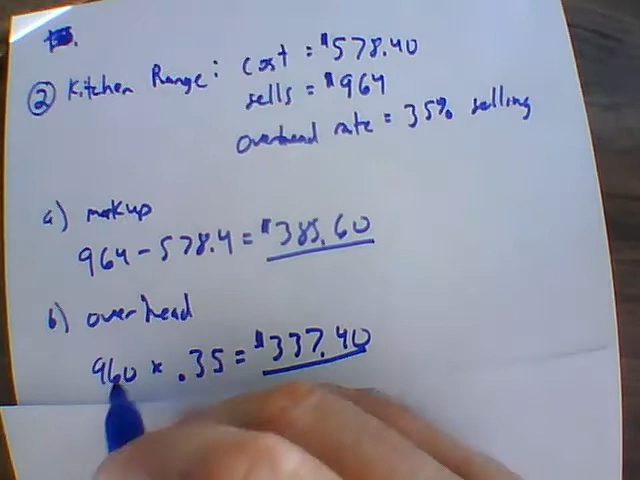 ② Kitchen Range: cost = $578.40
sells = $964
overhead rate = 35% selling
a) markup
964 - 578.4 = $385.60
b) overhead
960 × .35 = $337.40